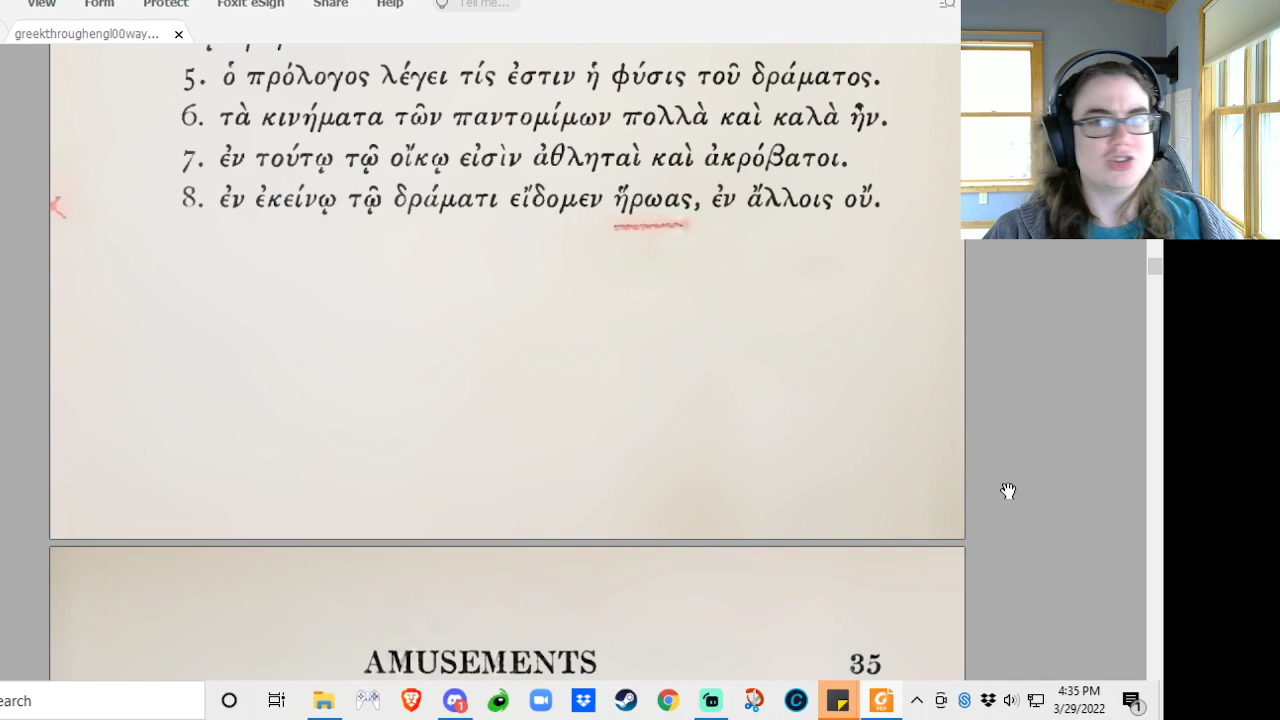 View Form Protect Foxit eSign Share Help Tell me...
greekthroughengl00way...
5. ὁ πρόλογος λέγει τίς ἐστιν ἡ φύσις τοῦ δράματος.
6. τὰ κινήματα τῶν παντομίμων πολλὰ καὶ καλὰ ἦν.
7. ἐν τούτῳ τῷ οἴκῳ εἰσὶν ἀθληταὶ καὶ ἀκρόβατοι.
8. ἐν ἐκείνῳ τῷ δράματι εἴδομεν ἥρωας, ἐν ἄλλοις οὔ.
AMUSEMENTS 35
earch
4:35 PM
3/29/2022